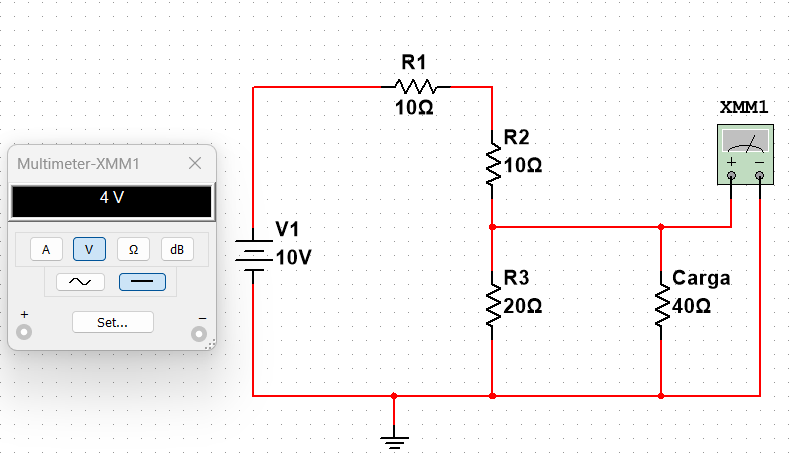 R1
10Ω
XMM1
R2
10Ω
Multimeter-XMM1
4 V
A V Ω dB
Set...
+ −
V1
10V
R3
20Ω
Carga
40Ω
+ −